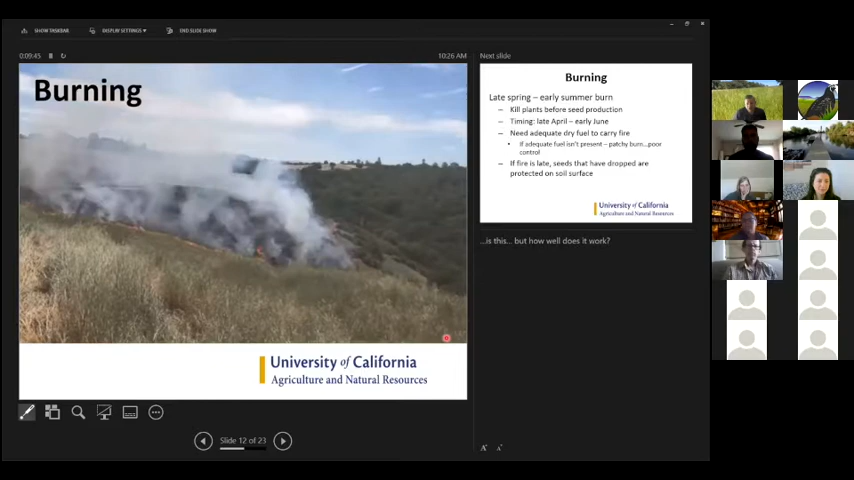 SHOW TASKBAR
DISPLAY SETTINGS ▾
END SLIDE SHOW
0:09:45
10:26 AM
Burning
University of California
Agriculture and Natural Resources
Slide 12 of 23
Next slide
Burning
Late spring – early summer burn
– Kill plants before seed production
– Timing: late April – early June
– Need adequate dry fuel to carry fire
• If adequate fuel isn't present – patchy burn...poor
control
– If fire is late, seeds that have dropped are
protected on soil surface
University of California
Agriculture and Natural Resources
...is this... but how well does it work?
A
A